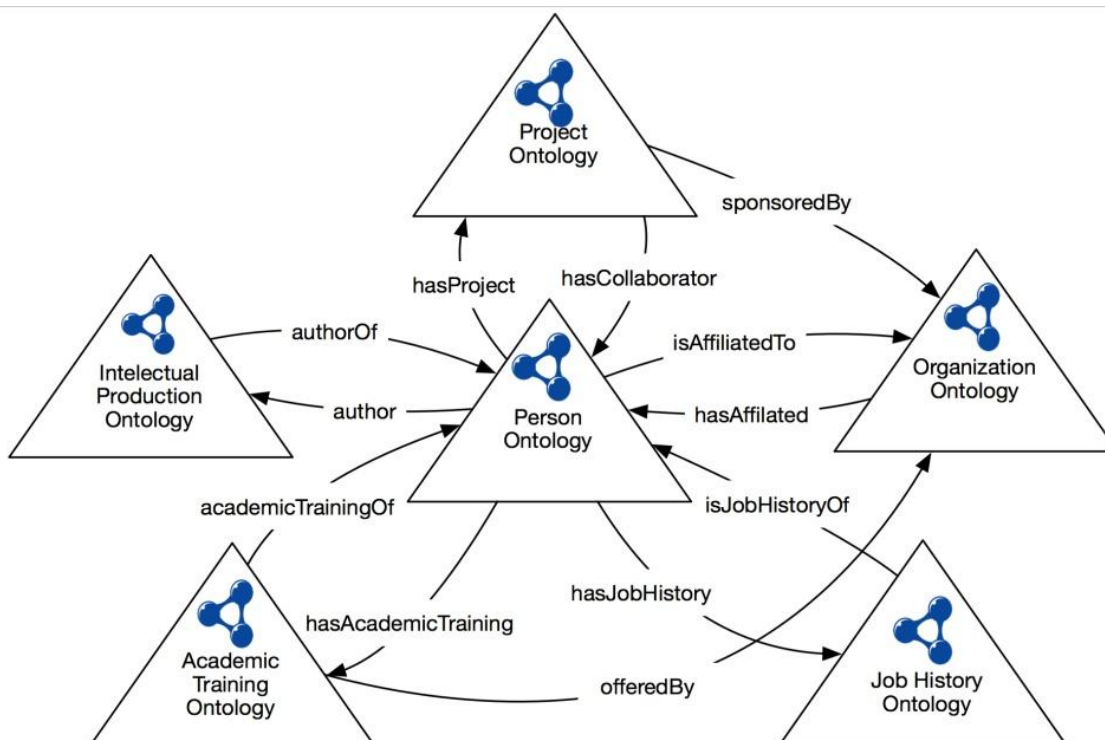 Project
Ontology
sponsoredBy
hasProject
hasCollaborator
authorOf
isAffiliatedTo
Intelectual
Production
Ontology
Organization
Ontology
author
Person
Ontology
hasAffilated
academicTrainingOf
isJobHistoryOf
hasJobHistory
hasAcademicTraining
Academic
Training
Ontology
offeredBy
Job History
Ontology